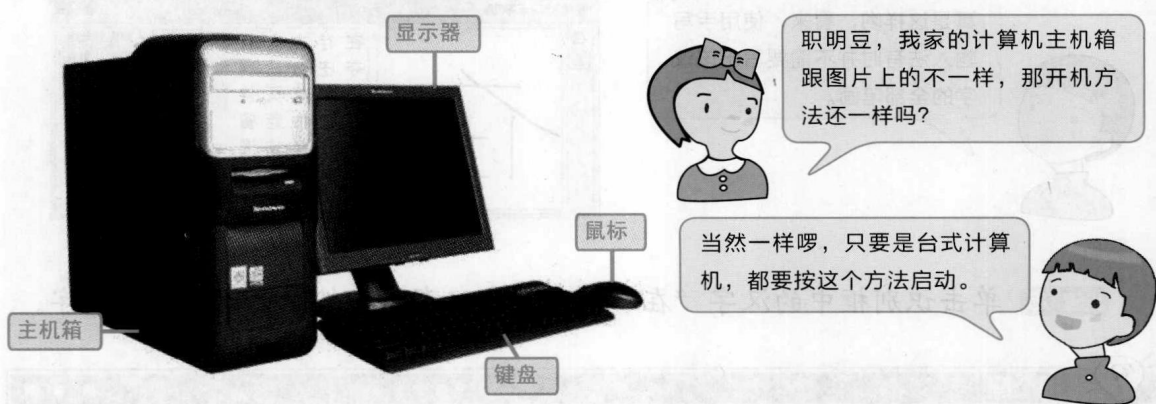 显示器
职明豆，我家的计算机主机箱
跟图片上的不一样，那开机方
法还一样吗？
鼠标
当然一样啰，只要是台式计算
机，都要按这个方法启动。
主机箱
键盘